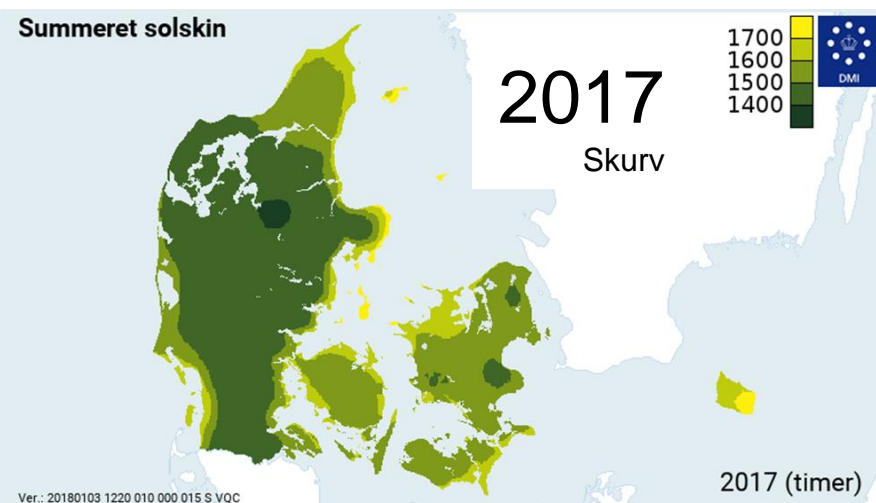 Summeret solskin
2017
Skurv
1700
1600
1500
1400
DMI
2017 (timer)
Ver.: 20180103 1220 010 000 015 S VQC